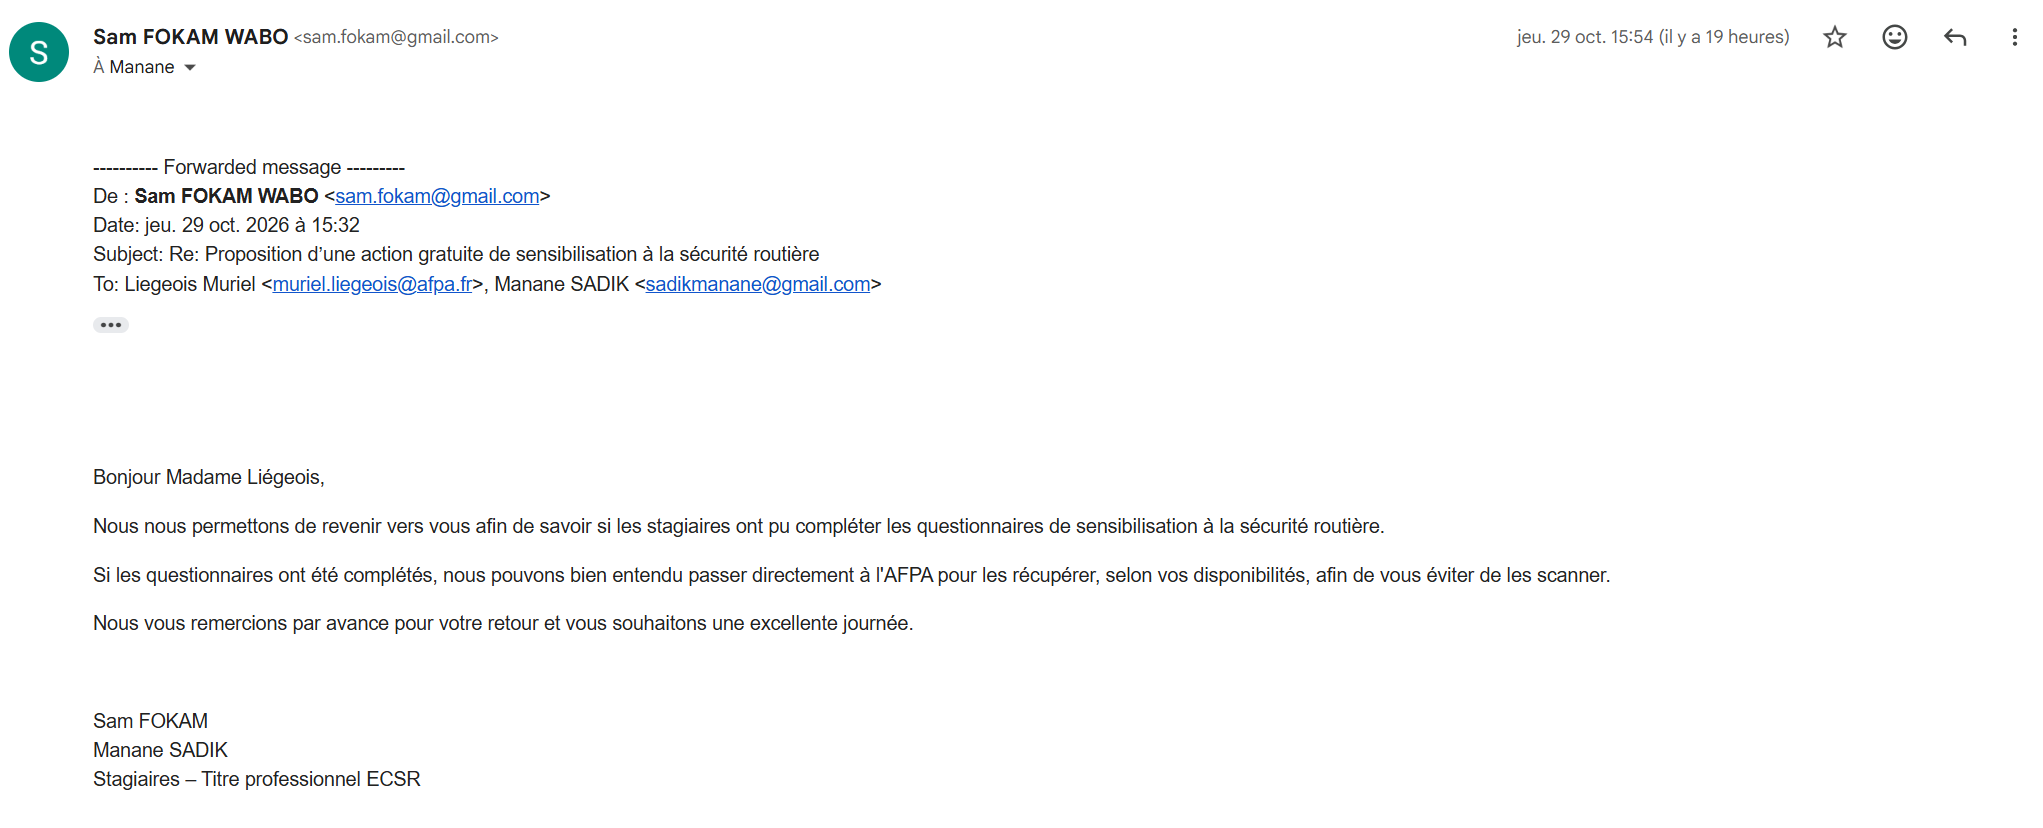 S
Sam FOKAM WABO <sam.fokam@gmail.com>
jeu. 29 oct. 15:54 (il y a 19 heures)
À Manane
---------- Forwarded message ---------
De : Sam FOKAM WABO <sam.fokam@gmail.com>
Date: jeu. 29 oct. 2026 à 15:32
Subject: Re: Proposition d’une action gratuite de sensibilisation à la sécurité routière
To: Liegeois Muriel <muriel.liegeois@afpa.fr>, Manane SADIK <sadikmanane@gmail.com>
Bonjour Madame Liégeois,
Nous nous permettons de revenir vers vous afin de savoir si les stagiaires ont pu compléter les questionnaires de sensibilisation à la sécurité routière.
Si les questionnaires ont été complétés, nous pouvons bien entendu passer directement à l'AFPA pour les récupérer, selon vos disponibilités, afin de vous éviter de les scanner.
Nous vous remercions par avance pour votre retour et vous souhaitons une excellente journée.
Sam FOKAM
Manane SADIK
Stagiaires – Titre professionnel ECSR